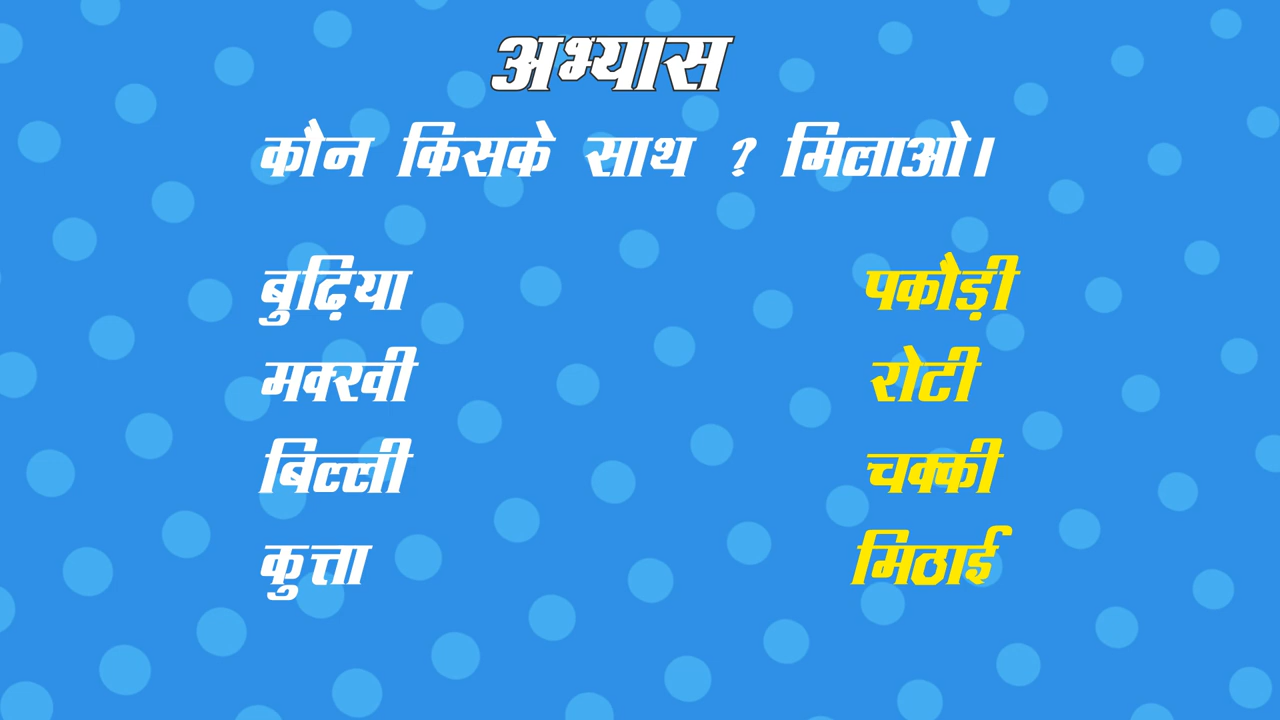 अभ्यास
कौन किसके साथ ? मिलाओ।
बुढ़िया पकौड़ी
मक्खी रोटी
बिल्ली चक्की
कुत्ता मिठाई